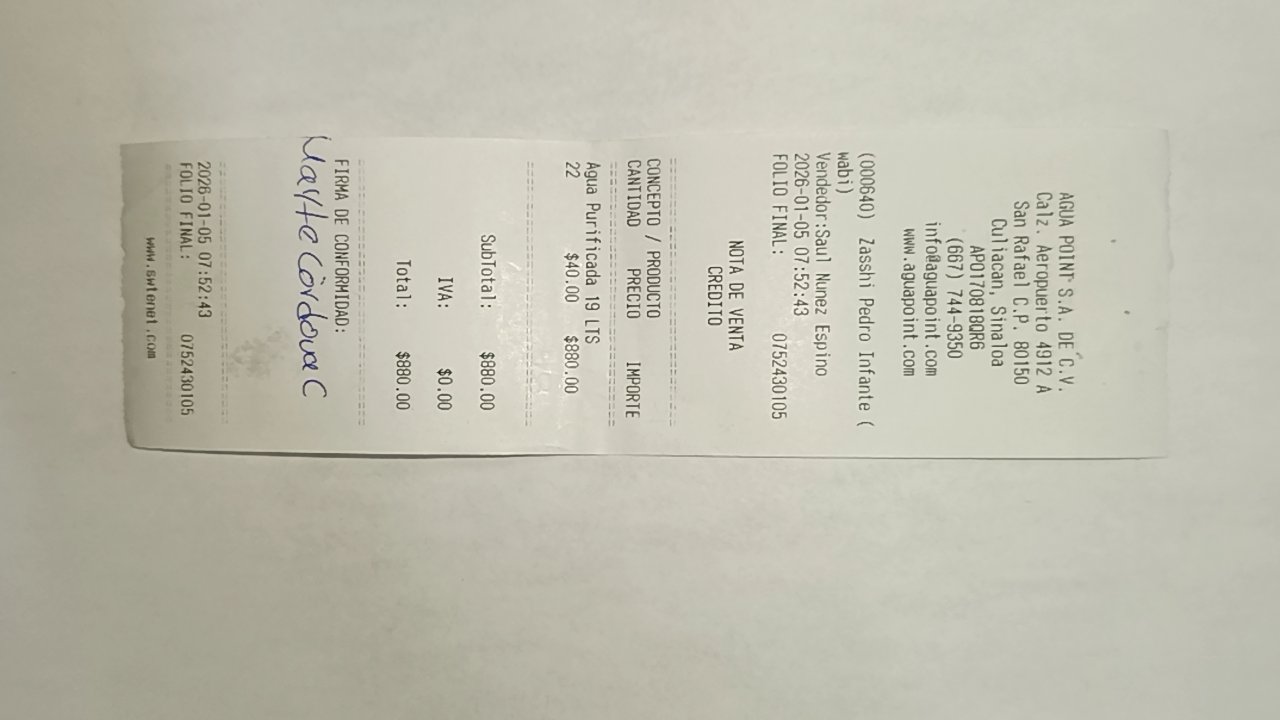 AGUA POINT S.A. DE C.V.
Calz. Aeropuerto 4912 A
San Rafael C.P. 80150
Culiacan, Sinaloa
APO170818QR6
(667) 744-9350
info@aguapoint.com
www.aguapoint.com
(000640) Zasshi Pedro Infante (
wabi)
Vendedor:Saul Nunez Espino
2026-01-05 07:52:43
FOLIO FINAL: 0752430105
NOTA DE VENTA
CREDITO
CONCEPTO / PRODUCTO
CANTIDAD PRECIO IMPORTE
Agua Purificada 19 LTS
22 $40.00 $880.00
SubTotal: $880.00
IVA: $0.00
Total: $880.00
FIRMA DE CONFORMIDAD:
Mayte Cordova C
2026-01-05 07:52:43
FOLIO FINAL: 0752430105
www.swtenet.com